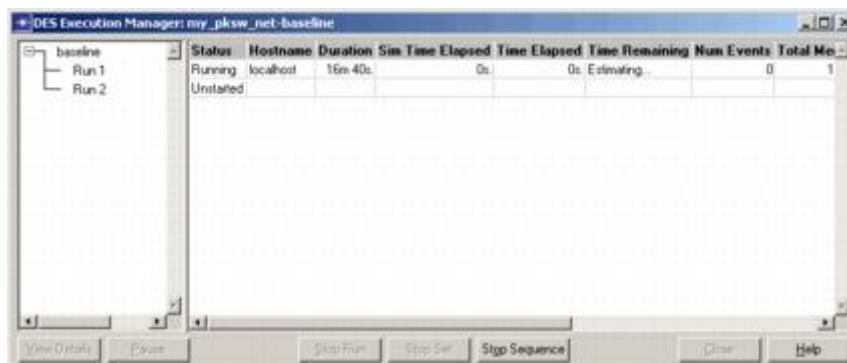 DES Execution Manager: my_pksw_net-baseline
baseline
Run 1
Run 2
Status Hostname Duration Sim Time Elapsed Time Elapsed Time Remaining Num Events Total Me
Running localhost 16m 40s. 0s. 0s. Estimating... 0 1
Unstarted
View Details Pause Stop Run Stop Set Stop Sequence Close Help